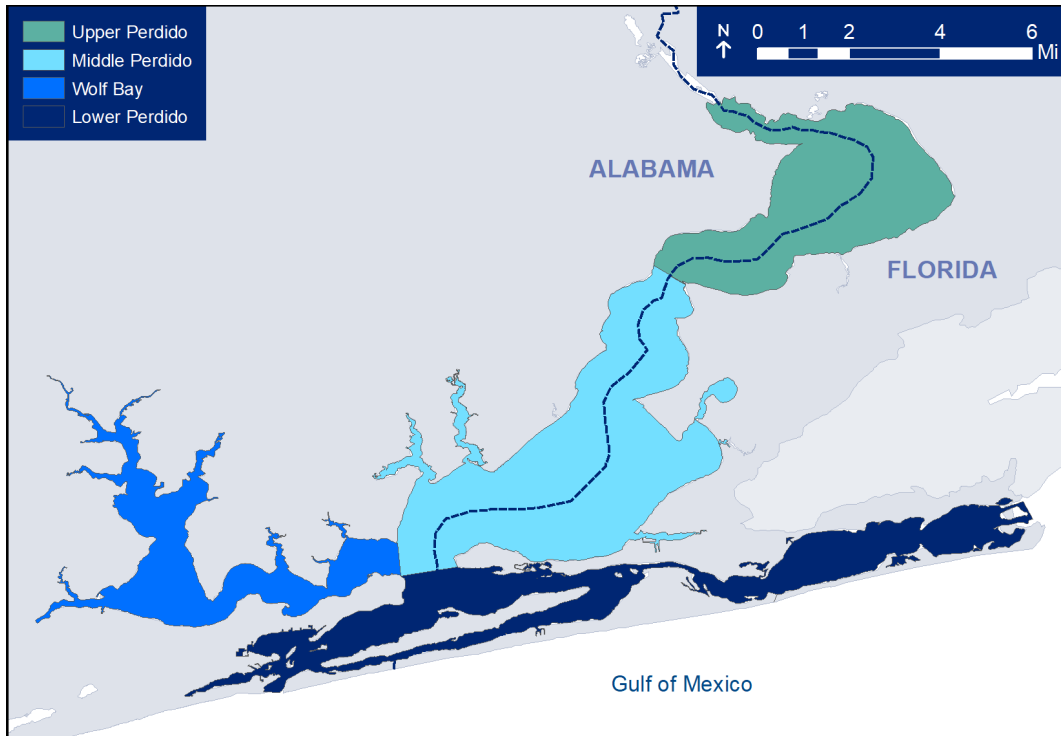 Upper Perdido
Middle Perdido
Wolf Bay
Lower Perdido
N
0 1 2 4 6
Mi
ALABAMA
FLORIDA
Gulf of Mexico